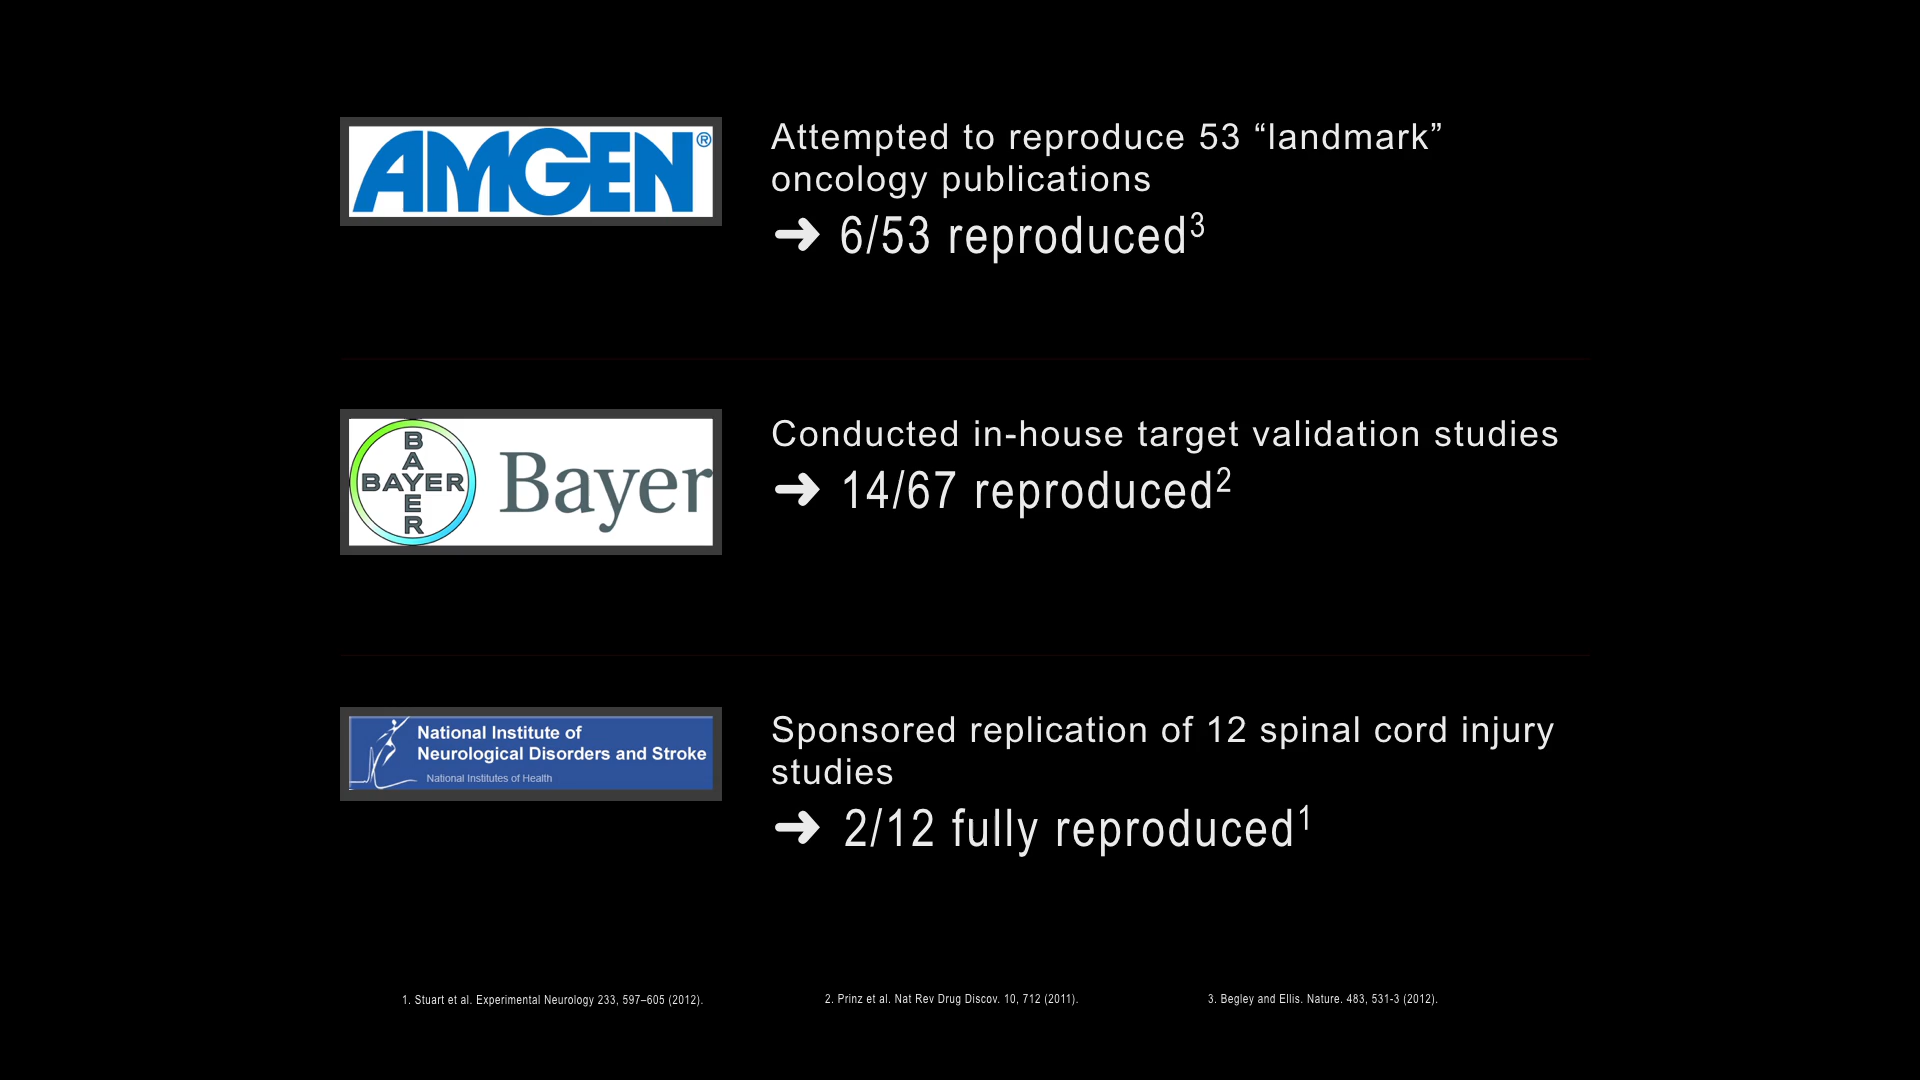 AMGEN®
Attempted to reproduce 53 “landmark”
oncology publications
➔ 6/53 reproduced³
BAYER
BAYER
Bayer
Conducted in-house target validation studies
➔ 14/67 reproduced²
National Institute of
Neurological Disorders and Stroke
National Institutes of Health
Sponsored replication of 12 spinal cord injury
studies
➔ 2/12 fully reproduced¹
1. Stuart et al. Experimental Neurology 233, 597–605 (2012).
2. Prinz et al. Nat Rev Drug Discov. 10, 712 (2011).
3. Begley and Ellis. Nature. 483, 531-3 (2012).